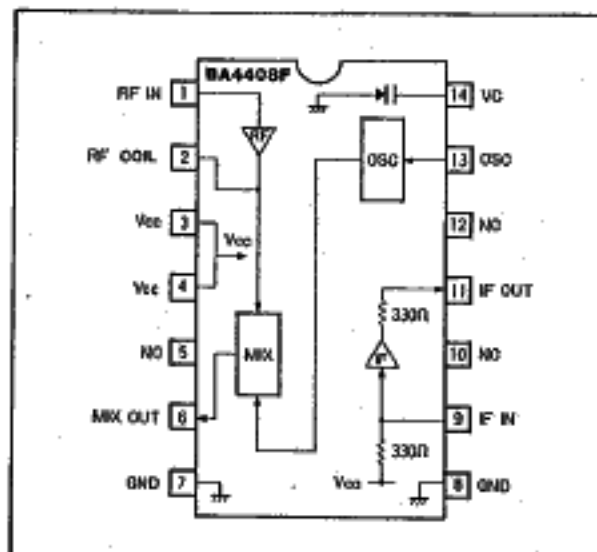 BA4408F
RF IN 1
14 VC
RF
RF COIL 2
OSC
13 OSC
Vcc 3
12 NC
Vcc
Vcc 4
11 IF OUT
330Ω
NC 5
MIX
IF
10 NC
MIX OUT 6
9 IF IN
330Ω
GND 7
Vcc
8 GND